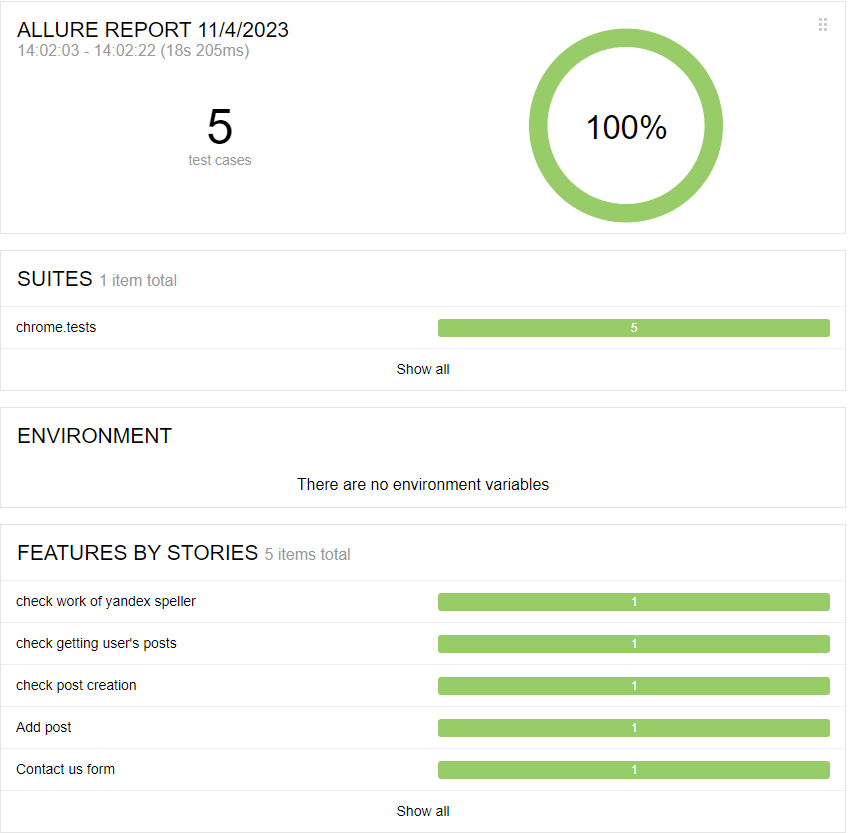 ALLURE REPORT 11/4/2023
14:02:03 - 14:02:22 (18s 205ms)
5
test cases
100%
SUITES 1 item total
chrome.tests 5
Show all
ENVIRONMENT
There are no environment variables
FEATURES BY STORIES 5 items total
check work of yandex speller 1
check getting user's posts 1
check post creation 1
Add post 1
Contact us form 1
Show all